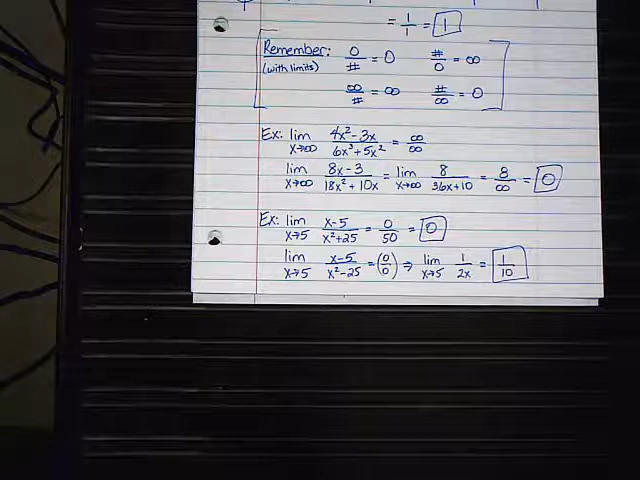 = 1/1 = 1
Remember: 0/# = 0 #/0 = ∞
(with limits)
∞/# = ∞ #/∞ = 0
Ex: lim x→∞ (4x²-3x)/(6x³+5x²) = ∞/∞
lim x→∞ (8x-3)/(18x²+10x) = lim x→∞ 8/(36x+10) = 8/∞ = 0
Ex: lim x→5 (x-5)/(x²+25) = 0/50 = 0
lim x→5 (x-5)/(x²-25) = (0/0) ⇒ lim x→5 1/2x = 1/10